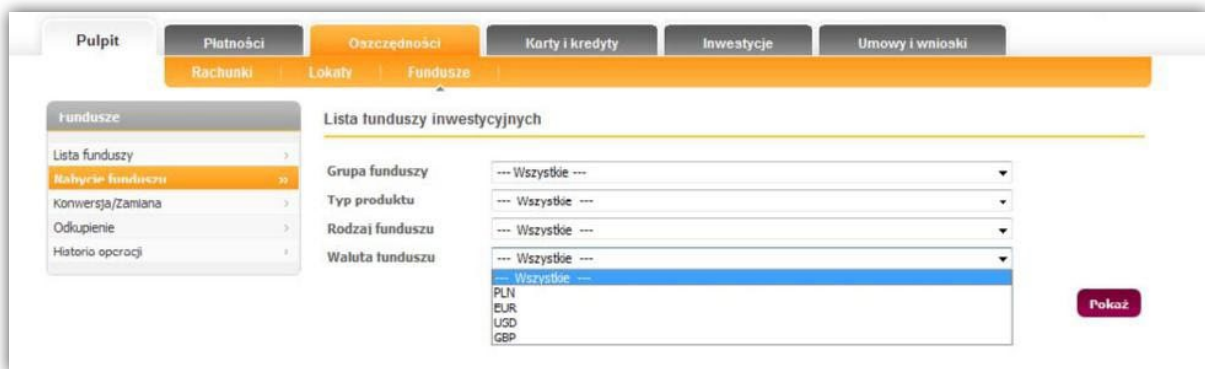 Pulpit Płatności Oszczędności Karty i kredyty Inwestycje Umowy i wnioski
Rachunki Lokaty Fundusze
Fundusze
Lista funduszy
Nabycie funduszu
Konwersja/Zamiana
Odkupienie
Historia operacji
Lista funduszy inwestycyjnych
Grupa funduszy --- Wszystkie ---
Typ produktu --- Wszystkie ---
Rodzaj funduszu --- Wszystkie ---
Waluta funduszu --- Wszystkie ---
--- Wszystkie ---
PLN
EUR
USD
GBP
Pokaż